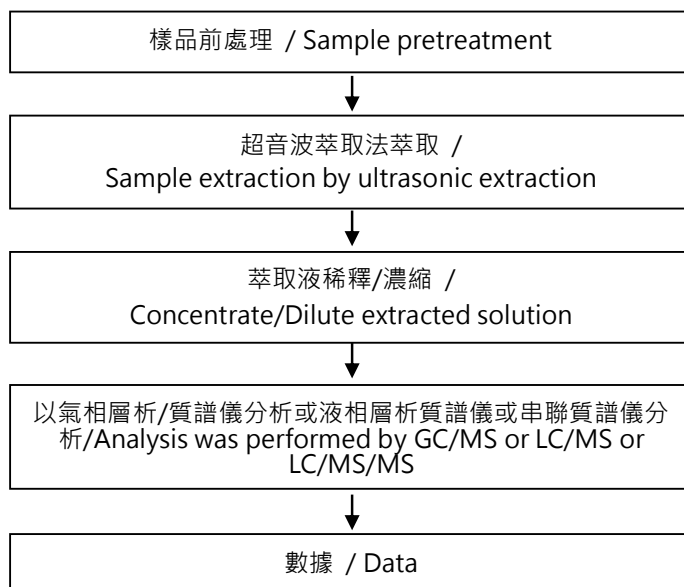 樣品前處理 / Sample pretreatment
超音波萃取法萃取 /
Sample extraction by ultrasonic extraction
萃取液稀釋/濃縮 /
Concentrate/Dilute extracted solution
以氣相層析/質譜儀分析或液相層析質譜儀或串聯質譜儀分
析/Analysis was performed by GC/MS or LC/MS or
LC/MS/MS
數據 / Data